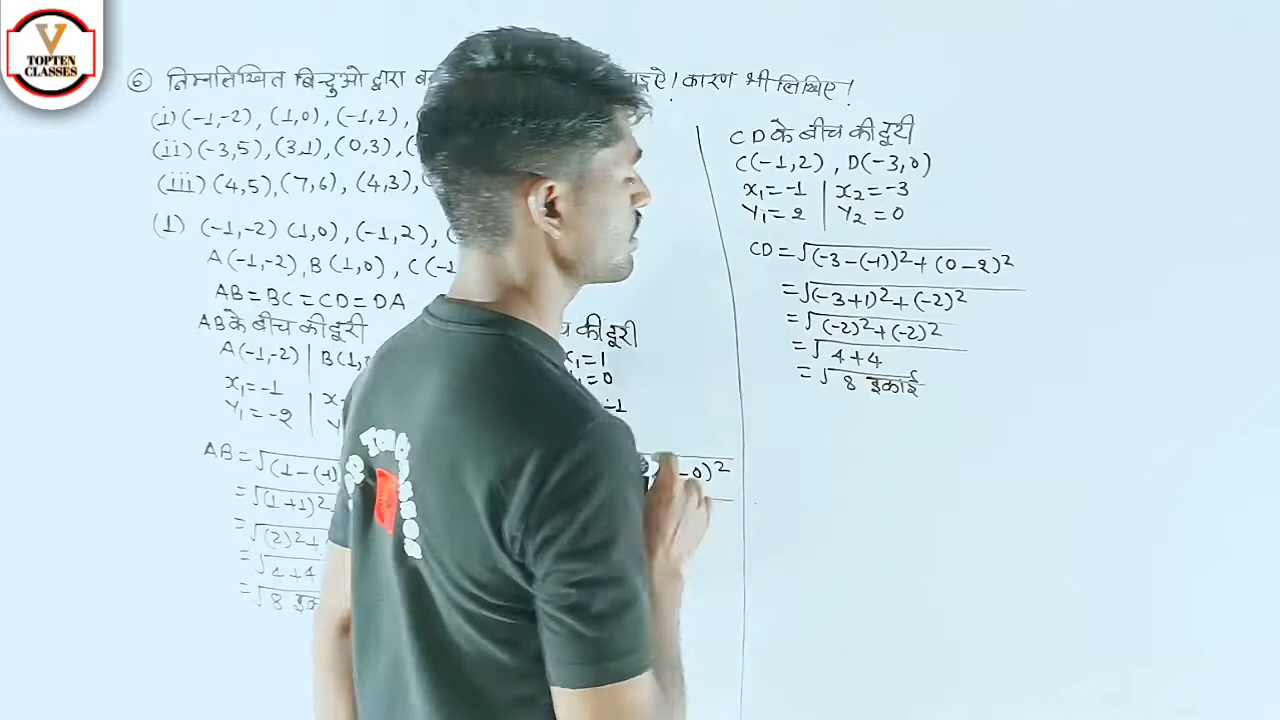 V
TOPTEN
CLASSES
⑥ निम्नलिखित बिन्दुओ द्वारा ! कारण भी लिखिए!
(i) (-1,-2), (1,0), (-1,2),
(ii) (-3,5), (3,1), (0,3),
(iii) (4,5), (7,6), (4,3),
(1) (-1,-2) (1,0), (-1,2),
A(-1,-2), B(1,0), C(-1
AB=BC=CD=DA
AB के बीच की दूरी
A(-1,-2) | B(1,
x₁=-1
y₁=-2
AB=√(1-(-1)
=√(1+1)²
=√(2)²+
=√4+4
=√8
की दूरी
x₁=1
=0
-1
-0)²
CD के बीच की दूरी
C(-1,2), D(-3,0)
x₁=-1 | x₂=-3
y₁=2 | y₂=0
CD=√(-3-(-1))²+(0-2)²
=√(-3+1)²+(-2)²
=√(-2)²+(-2)²
=√4+4
=√8 इकाई